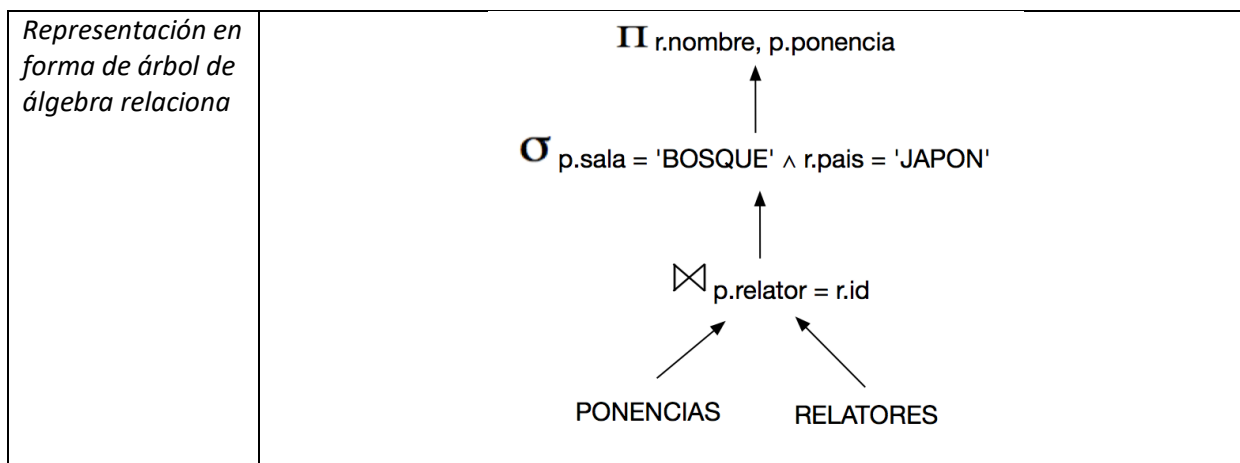 Representación en
forma de árbol de
álgebra relaciona
Π r.nombre, p.ponencia
σ p.sala = 'BOSQUE' ∧ r.pais = 'JAPON'
⋈ p.relator = r.id
PONENCIAS RELATORES